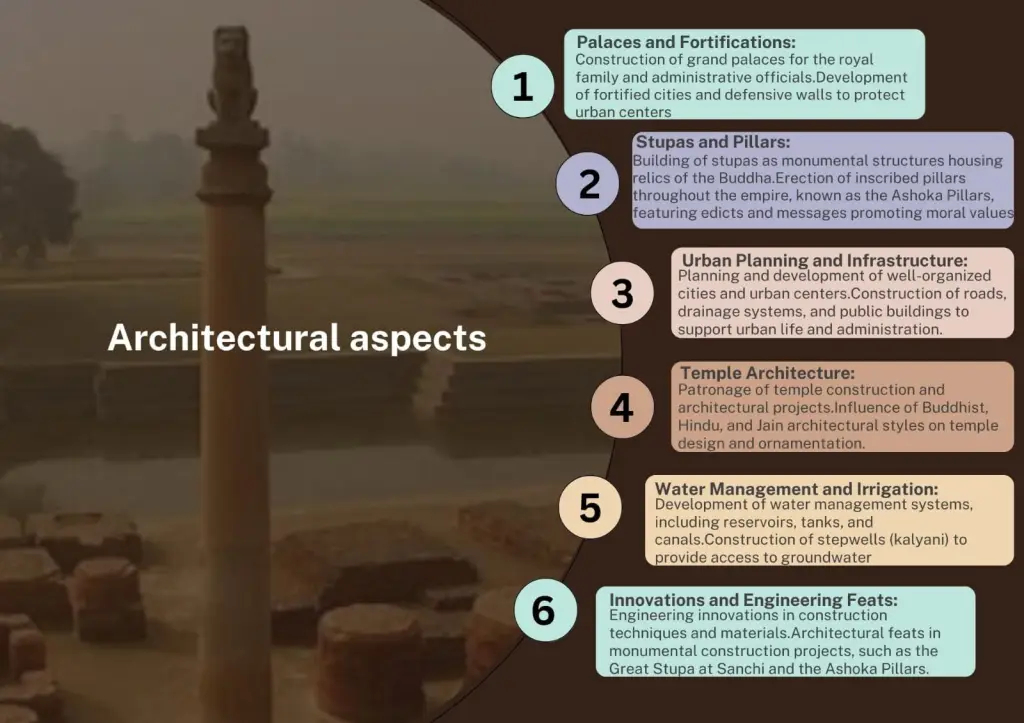 Architectural aspects
1
Palaces and Fortifications:
Construction of grand palaces for the royal
family and administrative officials.Development
of fortified cities and defensive walls to protect
urban centers
2
Stupas and Pillars:
Building of stupas as monumental structures housing
relics of the Buddha.Erection of inscribed pillars
throughout the empire, known as the Ashoka Pillars,
featuring edicts and messages promoting moral values
3
Urban Planning and Infrastructure:
Planning and development of well-organized
cities and urban centers.Construction of roads,
drainage systems, and public buildings to
support urban life and administration.
4
Temple Architecture:
Patronage of temple construction and
architectural projects.Influence of Buddhist,
Hindu, and Jain architectural styles on temple
design and ornamentation.
5
Water Management and Irrigation:
Development of water management systems,
including reservoirs, tanks, and
canals.Construction of stepwells (kalyani) to
provide access to groundwater
6
Innovations and Engineering Feats:
Engineering innovations in construction
techniques and materials.Architectural feats in
monumental construction projects, such as the
Great Stupa at Sanchi and the Ashoka Pillars.